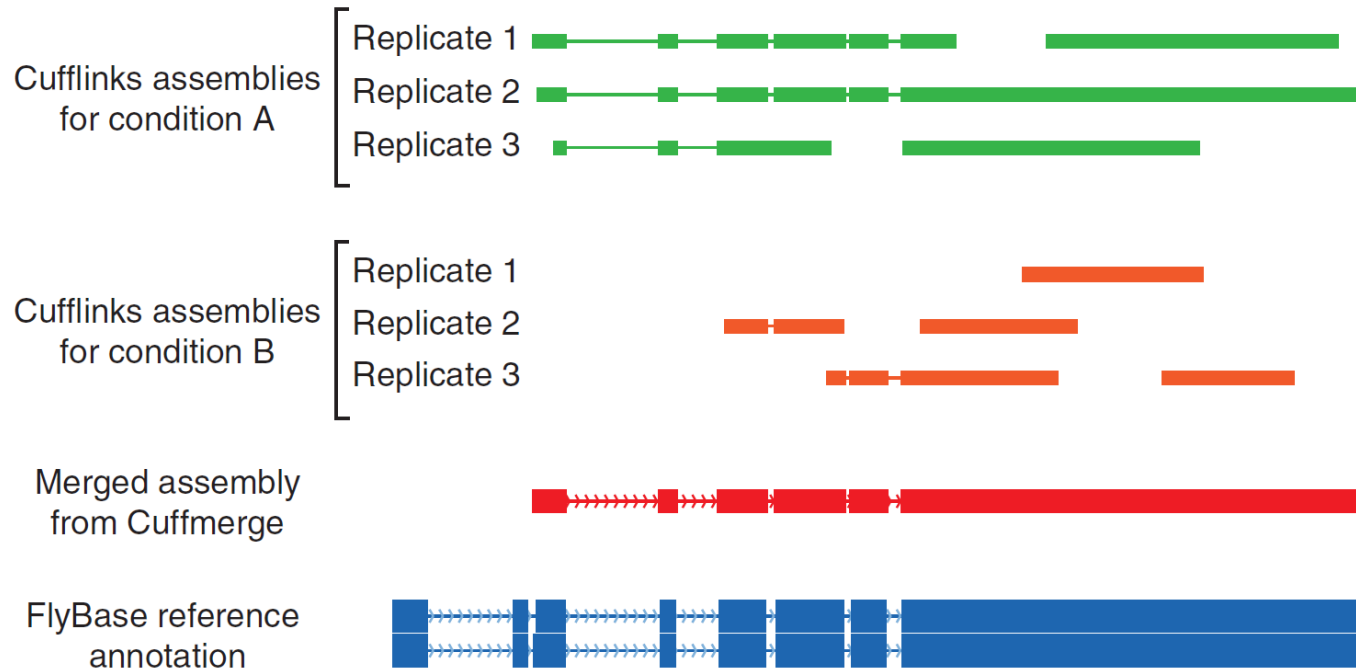 Cufflinks assemblies
for condition A
Replicate 1
Replicate 2
Replicate 3
Cufflinks assemblies
for condition B
Replicate 1
Replicate 2
Replicate 3
Merged assembly
from Cuffmerge
FlyBase reference
annotation